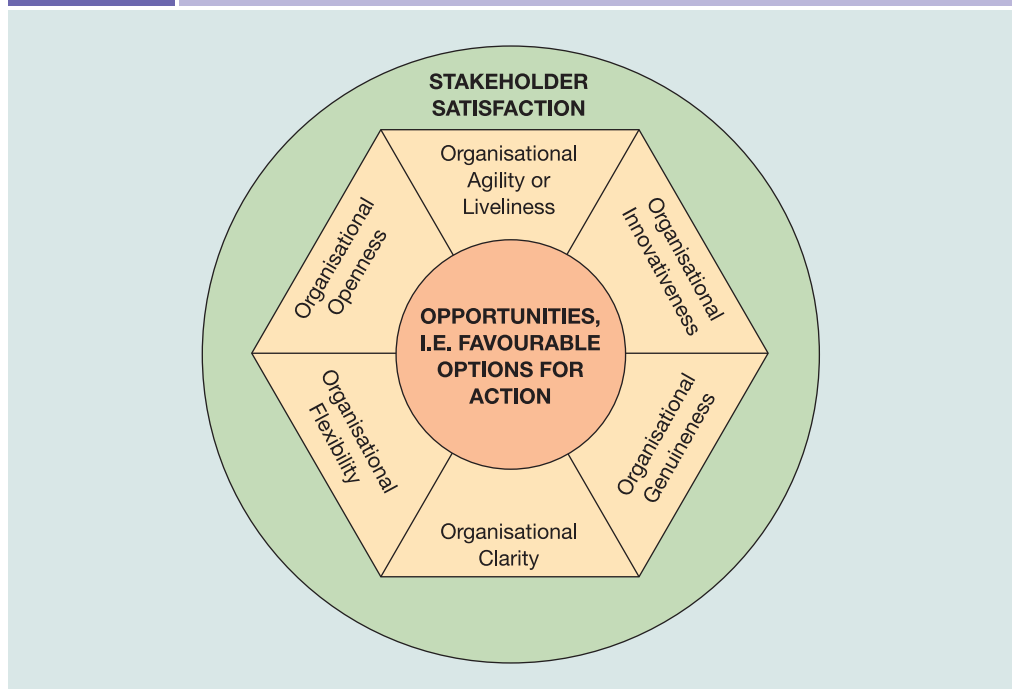 STAKEHOLDER
SATISFACTION
Organisational
Agility or
Liveliness
Organisational
Openness
Organisational
Innovativeness
OPPORTUNITIES,
I.E. FAVOURABLE
OPTIONS FOR
ACTION
Organisational
Flexibility
Organisational
Genuineness
Organisational
Clarity